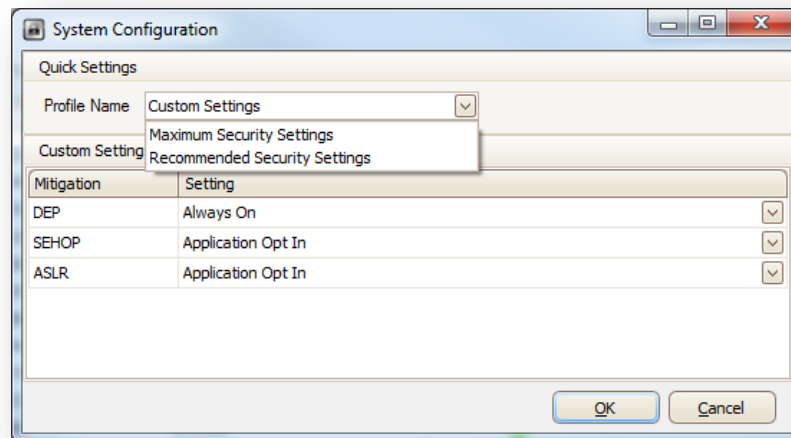 System Configuration
Quick Settings
Profile Name Custom Settings
Maximum Security Settings
Custom Setting
Recommended Security Settings
Mitigation Setting
DEP Always On
SEHOP Application Opt In
ASLR Application Opt In
OK Cancel